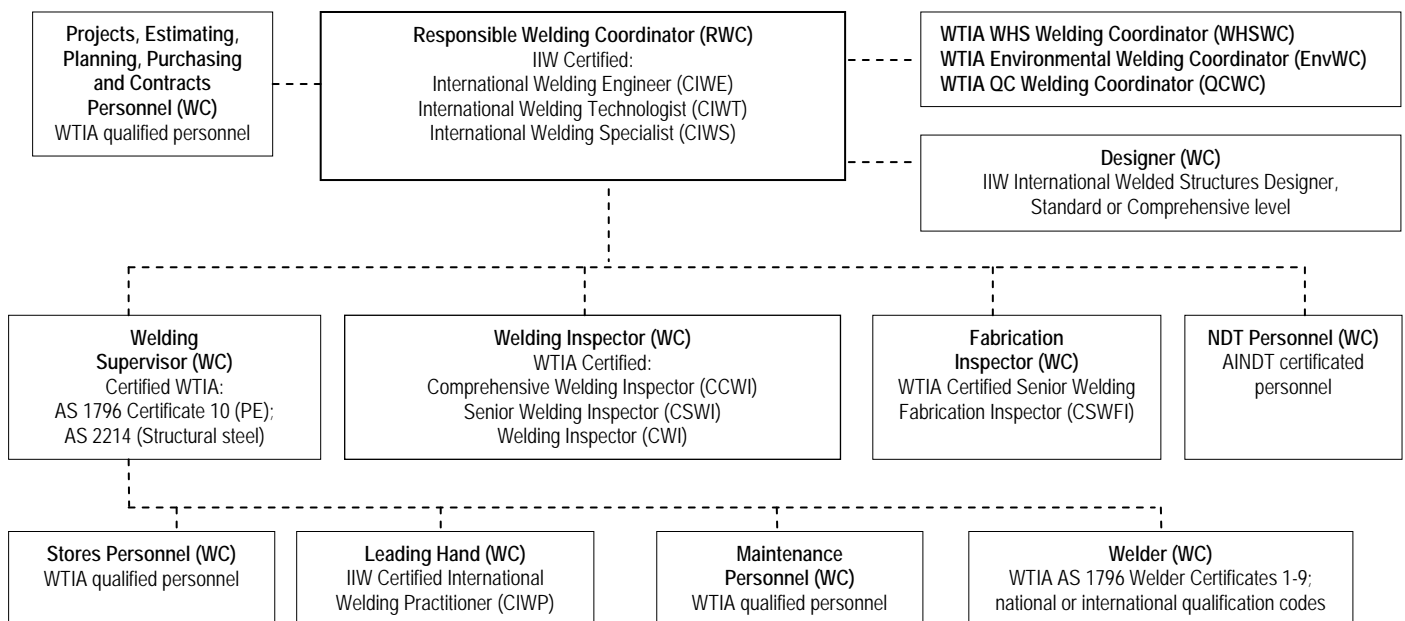 Projects, Estimating,
Planning, Purchasing
and Contracts
Personnel (WC)
WTIA qualified personnel
Responsible Welding Coordinator (RWC)
IIW Certified:
International Welding Engineer (CIWE)
International Welding Technologist (CIWT)
International Welding Specialist (CIWS)
WTIA WHS Welding Coordinator (WHSWC)
WTIA Environmental Welding Coordinator (EnvWC)
WTIA QC Welding Coordinator (QCWC)
Designer (WC)
IIW International Welded Structures Designer,
Standard or Comprehensive level
Welding
Supervisor (WC)
Certified WTIA:
AS 1796 Certificate 10 (PE);
AS 2214 (Structural steel)
Welding Inspector (WC)
WTIA Certified:
Comprehensive Welding Inspector (CCWI)
Senior Welding Inspector (CSWI)
Welding Inspector (CWI)
Fabrication
Inspector (WC)
WTIA Certified Senior Welding
Fabrication Inspector (CSWFI)
NDT Personnel (WC)
AINDT certificated
personnel
Stores Personnel (WC)
WTIA qualified personnel
Leading Hand (WC)
IIW Certified International
Welding Practitioner (CIWP)
Maintenance
Personnel (WC)
WTIA qualified personnel
Welder (WC)
WTIA AS 1796 Welder Certificates 1-9;
national or international qualification codes